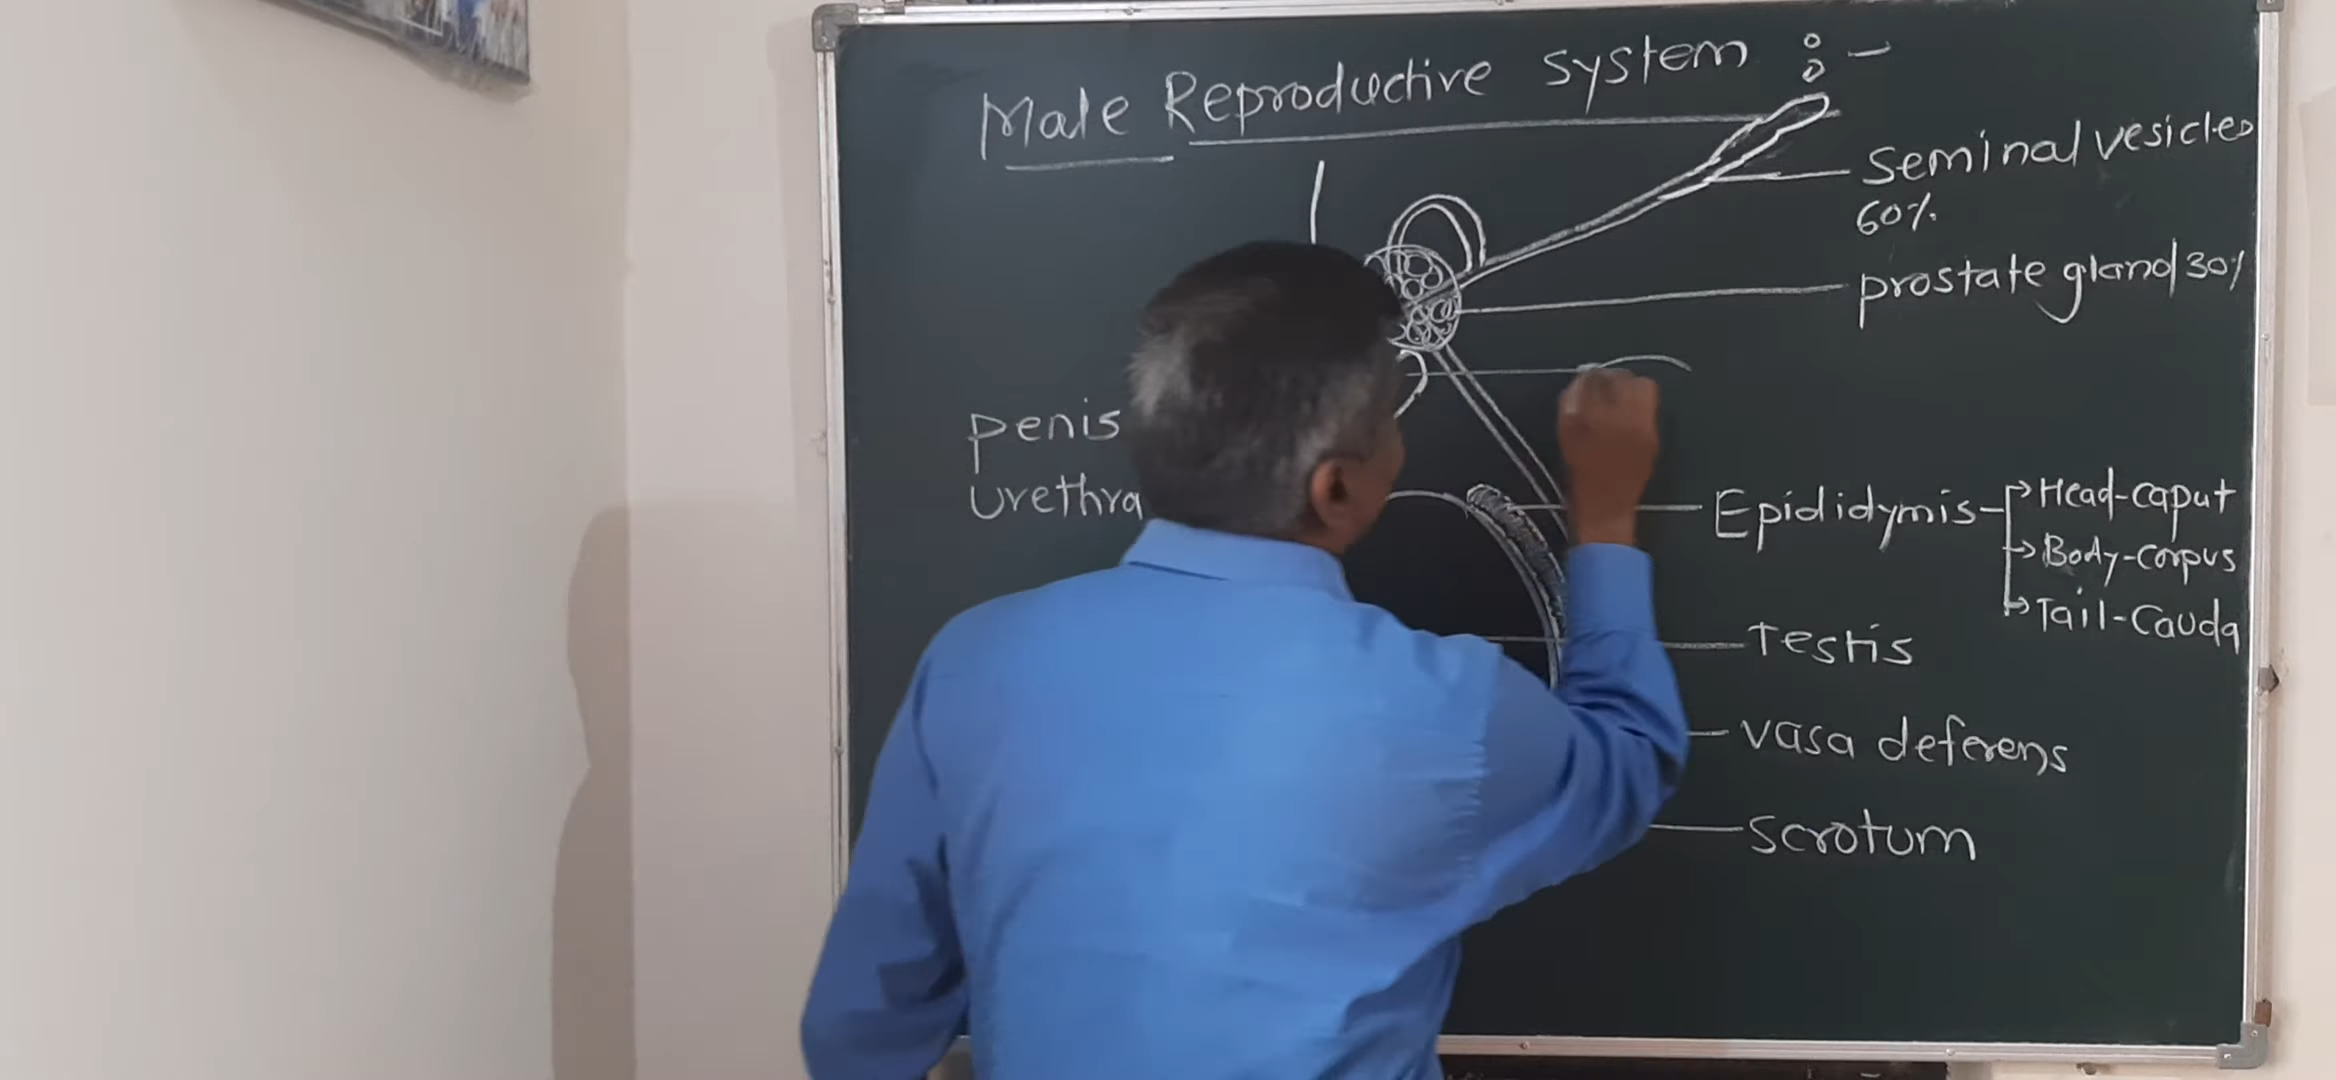 Male Reproductive System :-
Seminal vesicles
60%
prostate gland 30%
penis
Urethra
Epididymis
Head-caput
Body-corpus
Tail-Cauda
Testis
vasa deferens
Scrotum